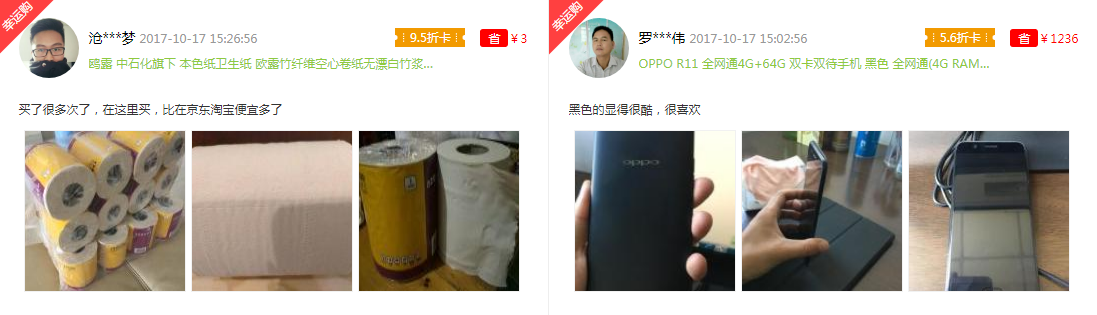 幸运购
沧***梦 2017-10-17 15:26:56
9.5折卡
省 ¥3
鸥露 中石化旗下 本色纸卫生纸 欧露竹纤维空心卷纸无漂白竹浆...
买了很多次了，在这里买，比在京东淘宝便宜多了
幸运购
罗***伟 2017-10-17 15:02:56
5.6折卡
省 ¥1236
OPPO R11 全网通4G+64G 双卡双待手机 黑色 全网通(4G RAM...
黑色的显得很酷，很喜欢
oppo